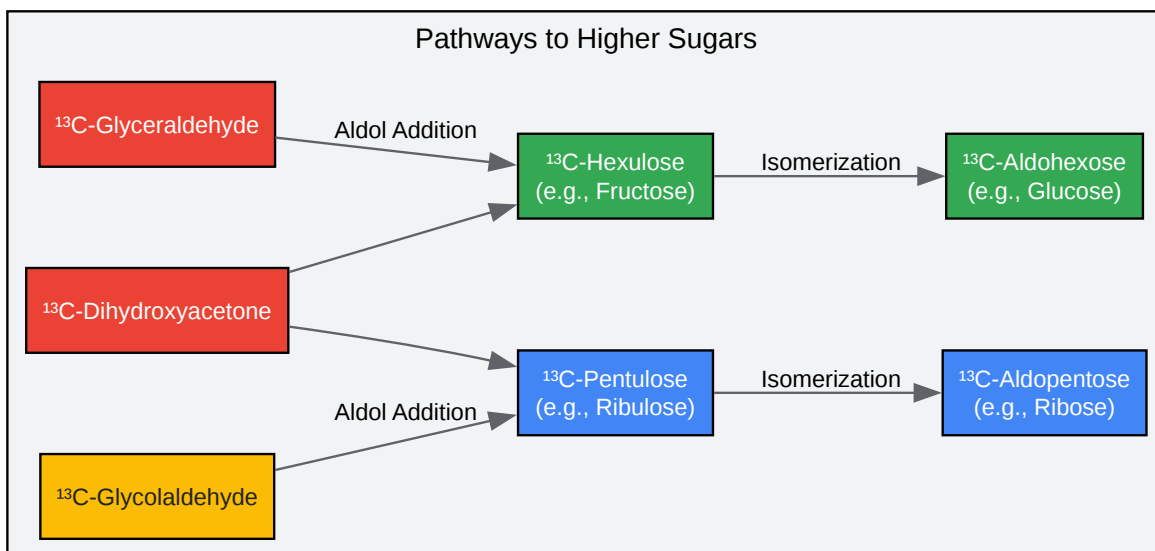 Pathways to Higher Sugars
¹³C-Glyceraldehyde
Aldol Addition
¹³C-Hexulose
(e.g., Fructose)
Isomerization
¹³C-Aldohexose
(e.g., Glucose)
¹³C-Dihydroxyacetone
¹³C-Pentulose
(e.g., Ribulose)
Isomerization
¹³C-Aldopentose
(e.g., Ribose)
Aldol Addition
¹³C-Glycolaldehyde